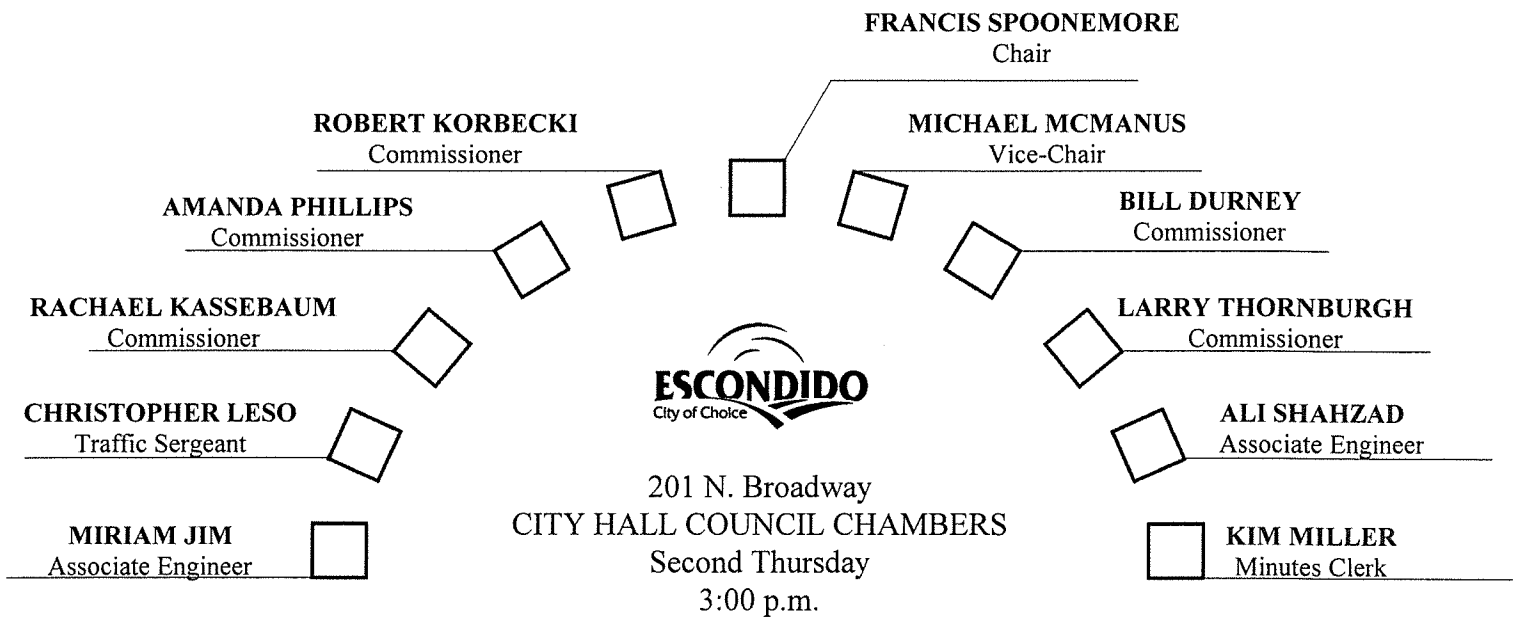 FRANCIS SPOONEMORE
Chair
ROBERT KORBECKI
Commissioner
MICHAEL MCMANUS
Vice-Chair
AMANDA PHILLIPS
Commissioner
BILL DURNEY
Commissioner
RACHAEL KASSEBAUM
Commissioner
LARRY THORNBURGH
Commissioner
ESCONDIDO
City of Choice
CHRISTOPHER LESO
Traffic Sergeant
ALI SHAHZAD
Associate Engineer
201 N. Broadway
CITY HALL COUNCIL CHAMBERS
Second Thursday
3:00 p.m.
MIRIAM JIM
Associate Engineer
KIM MILLER
Minutes Clerk